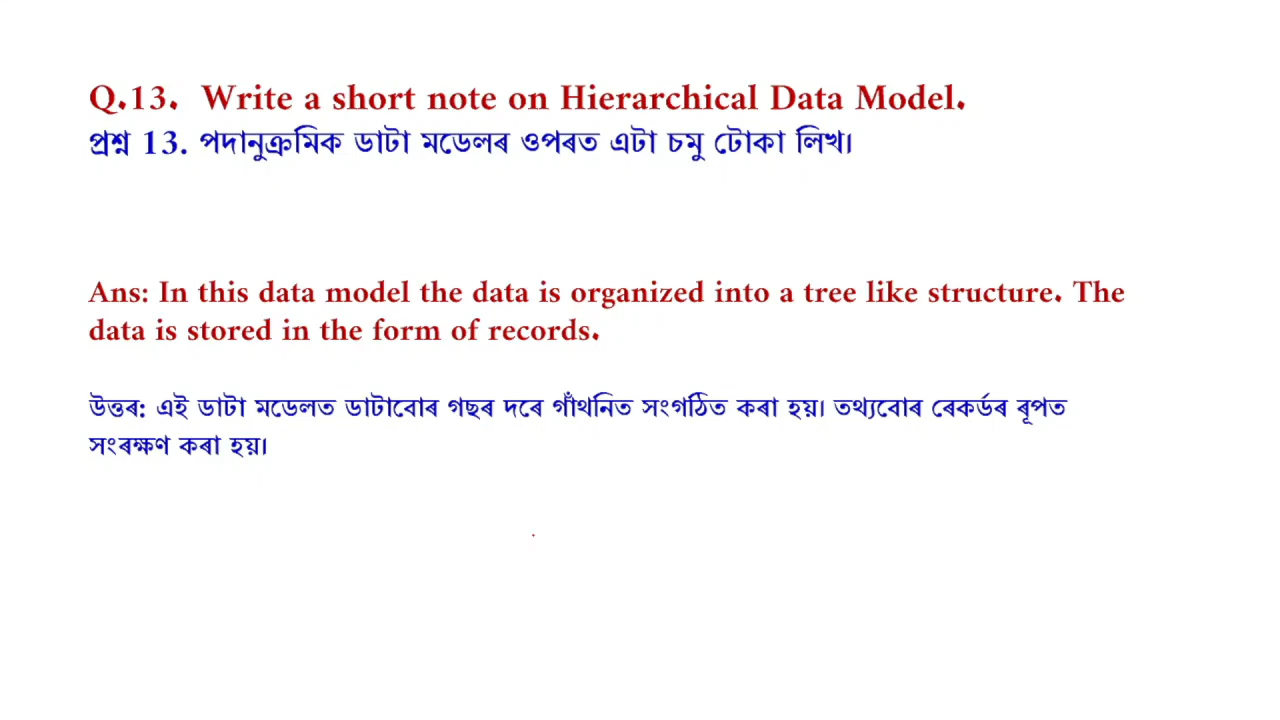 Q.13. Write a short note on Hierarchical Data Model.
প্ৰশ্ন 13. পদানুক্ৰমিক ডাটা মডেলৰ ওপৰত এটা চমু টোকা লিখ।
Ans: In this data model the data is organized into a tree like structure. The
data is stored in the form of records.
উত্তৰ: এই ডাটা মডেলত ডাটাবোৰ গছৰ দৰে গাঁথনিত সংগঠিত কৰা হয়। তথ্যবোৰ ৰেকৰ্ডৰ ৰূপত
সংৰক্ষণ কৰা হয়।